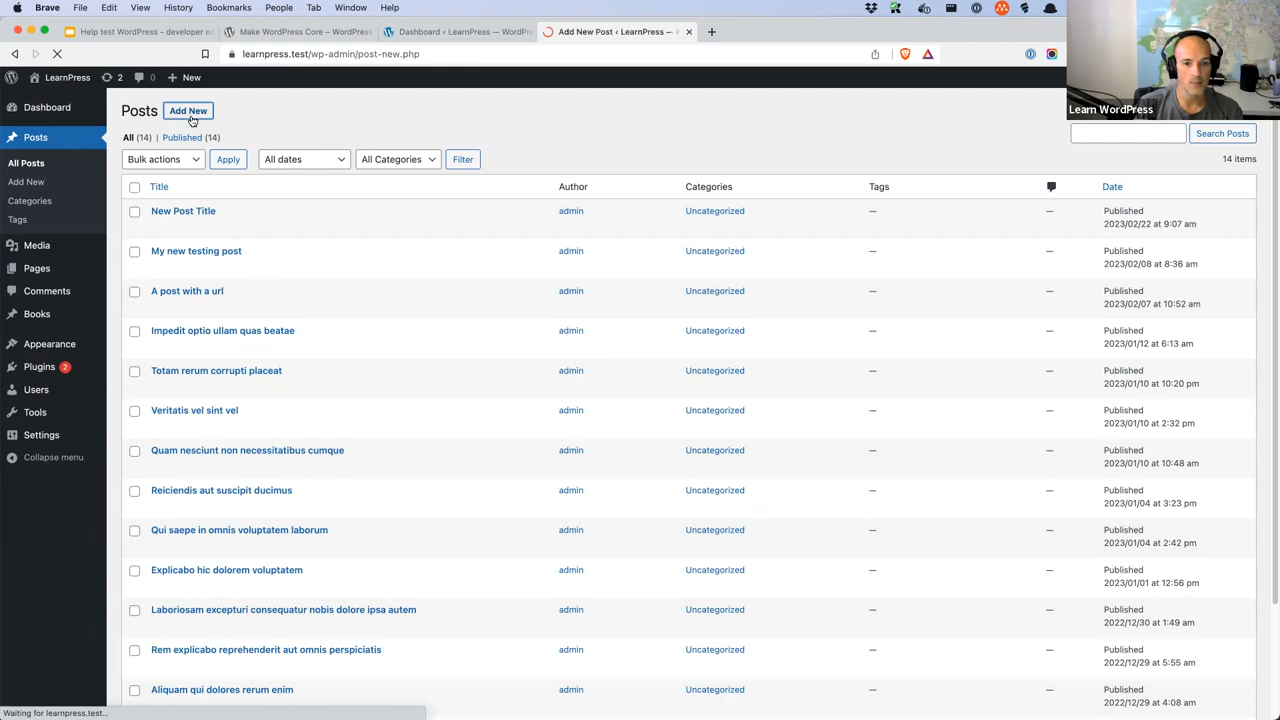 Brave File Edit View History Bookmarks People Tab Window Help
Help test WordPress – developer ed
Make WordPress Core – WordPress
Dashboard ‹ LearnPress — WordPr
Add New Post ‹ LearnPress —
learnpress.test/wp-admin/post-new.php
LearnPress 2 0 New
Learn WordPress
Dashboard
Posts
All Posts
Add New
Categories
Tags
Media
Pages
Comments
Books
Appearance
Plugins 2
Users
Tools
Settings
Collapse menu
Posts Add New
All (14) | Published (14)
Search Posts
Bulk actions Apply All dates All Categories Filter
14 items
Title Author Categories Tags Date
New Post Title admin Uncategorized — — Published
2023/02/22 at 9:07 am
My new testing post admin Uncategorized — — Published
2023/02/08 at 8:36 am
A post with a url admin Uncategorized — — Published
2023/02/07 at 10:52 am
Impedit optio ullam quas beatae admin Uncategorized — — Published
2023/01/12 at 6:13 am
Totam rerum corrupti placeat admin Uncategorized — — Published
2023/01/10 at 10:20 pm
Veritatis vel sint vel admin Uncategorized — — Published
2023/01/10 at 2:32 pm
Quam nesciunt non necessitatibus cumque admin Uncategorized — — Published
2023/01/10 at 10:48 am
Reiciendis aut suscipit ducimus admin Uncategorized — — Published
2023/01/04 at 3:23 pm
Qui saepe in omnis voluptatem laborum admin Uncategorized — — Published
2023/01/04 at 2:42 pm
Explicabo hic dolorem voluptatem admin Uncategorized — — Published
2023/01/01 at 12:56 pm
Laboriosam excepturi consequatur nobis dolore ipsa autem admin Uncategorized — — Published
2022/12/30 at 1:49 am
Rem explicabo reprehenderit aut omnis perspiciatis admin Uncategorized — — Published
2022/12/29 at 5:55 am
Aliquam qui dolores rerum enim admin Uncategorized — — Published
2022/12/29 at 4:08 am
Waiting for learnpress.test...